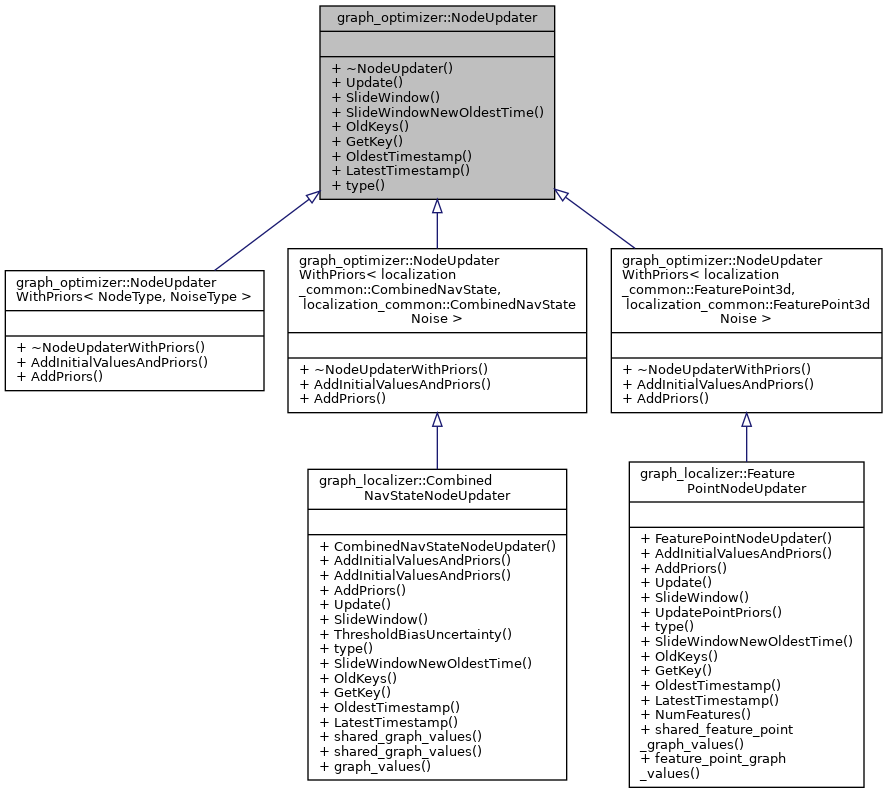 graph_optimizer::NodeUpdater
+ ~NodeUpdater()
+ Update()
+ SlideWindow()
+ SlideWindowNewOldestTime()
+ OldKeys()
+ GetKey()
+ OldestTimestamp()
+ LatestTimestamp()
+ type()
graph_optimizer::NodeUpdater
WithPriors< NodeType, NoiseType >
+ ~NodeUpdaterWithPriors()
+ AddInitialValuesAndPriors()
+ AddPriors()
graph_optimizer::NodeUpdater
WithPriors< localization
_common::CombinedNavState,
localization_common::CombinedNavState
Noise >
+ ~NodeUpdaterWithPriors()
+ AddInitialValuesAndPriors()
+ AddPriors()
graph_optimizer::NodeUpdater
WithPriors< localization
_common::FeaturePoint3d,
localization_common::FeaturePoint3d
Noise >
+ ~NodeUpdaterWithPriors()
+ AddInitialValuesAndPriors()
+ AddPriors()
graph_localizer::Combined
NavStateNodeUpdater
+ CombinedNavStateNodeUpdater()
+ AddInitialValuesAndPriors()
+ AddInitialValuesAndPriors()
+ AddPriors()
+ Update()
+ SlideWindow()
+ ThresholdBiasUncertainty()
+ type()
+ SlideWindowNewOldestTime()
+ OldKeys()
+ GetKey()
+ OldestTimestamp()
+ LatestTimestamp()
+ shared_graph_values()
+ shared_graph_values()
+ graph_values()
graph_localizer::Feature
PointNodeUpdater
+ FeaturePointNodeUpdater()
+ AddInitialValuesAndPriors()
+ AddPriors()
+ Update()
+ SlideWindow()
+ UpdatePointPriors()
+ type()
+ SlideWindowNewOldestTime()
+ OldKeys()
+ GetKey()
+ OldestTimestamp()
+ LatestTimestamp()
+ NumFeatures()
+ shared_feature_point
_graph_values()
+ feature_point_graph
_values()